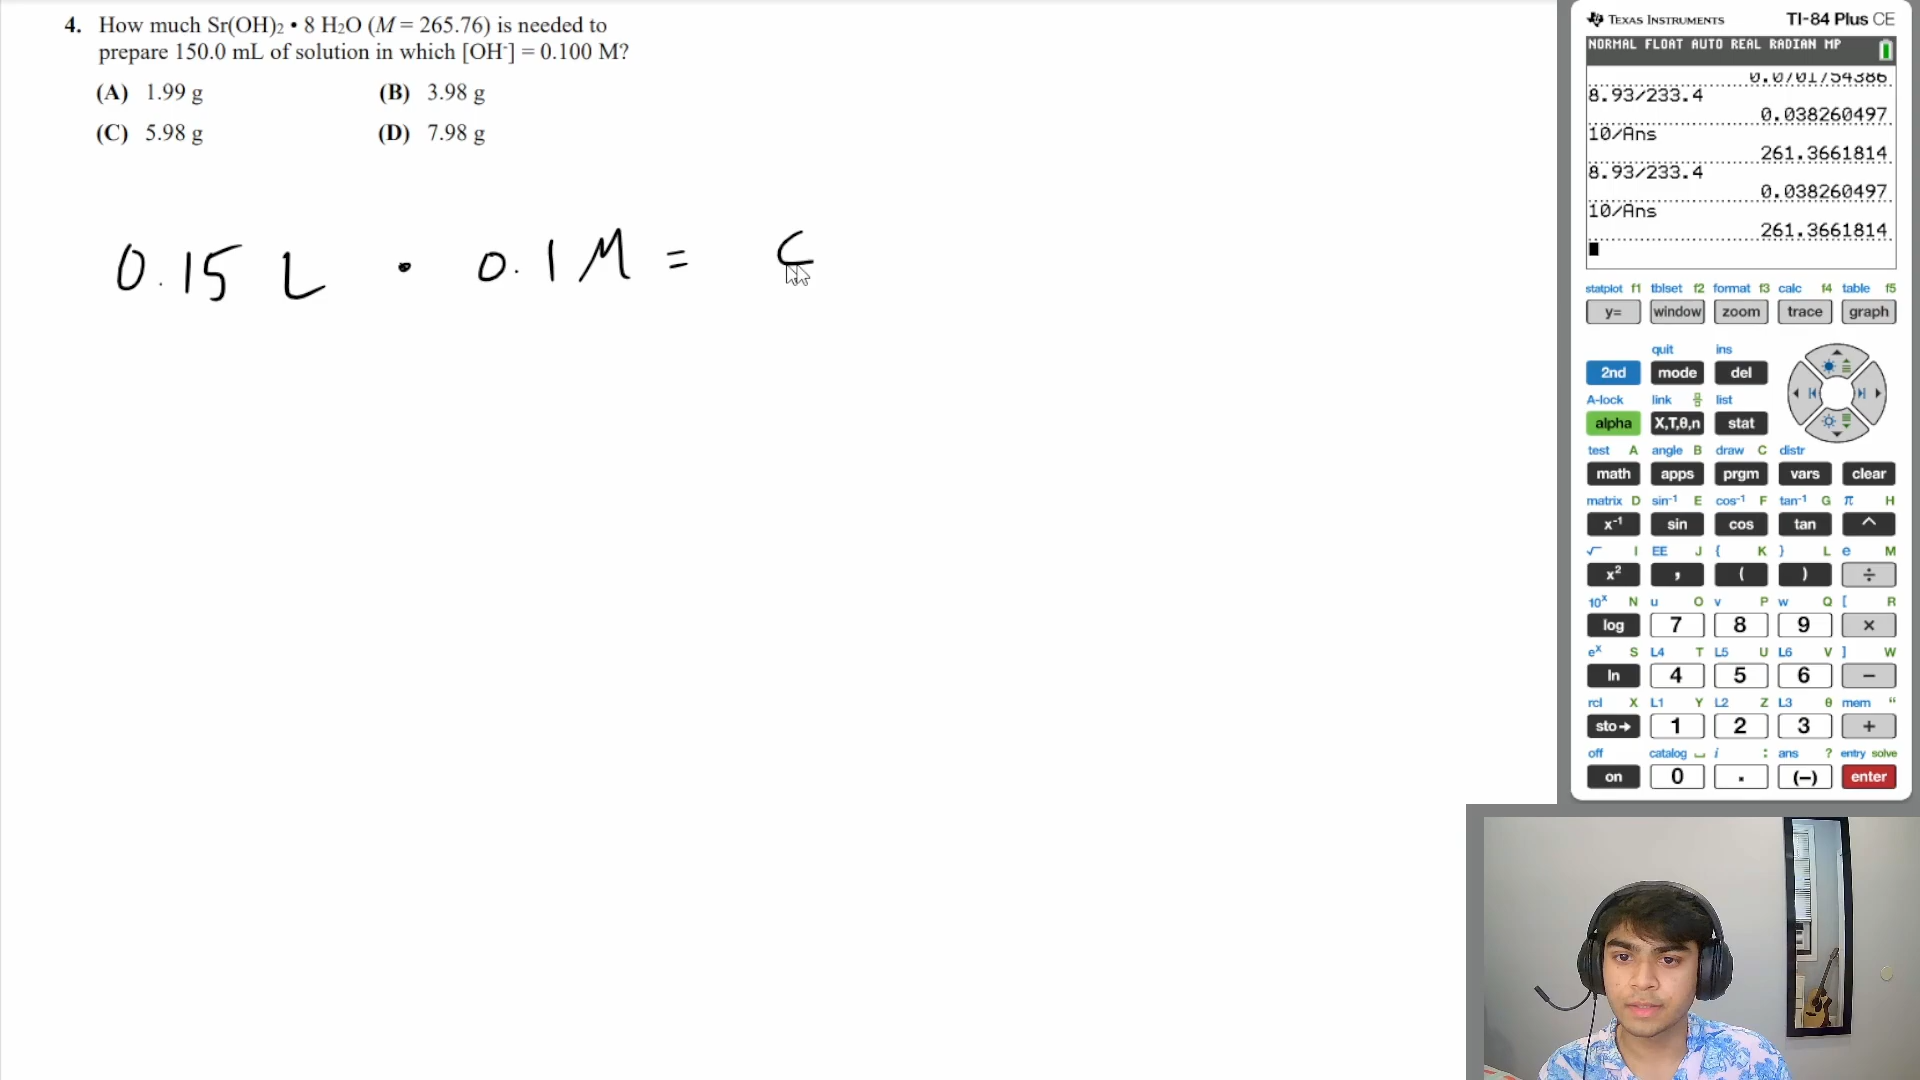 4. How much Sr(OH)₂ • 8 H₂O (M = 265.76) is needed to
prepare 150.0 mL of solution in which [OH⁻] = 0.100 M?
(A) 1.99 g (B) 3.98 g
(C) 5.98 g (D) 7.98 g
0.15 L • 0.1 M =
TEXAS INSTRUMENTS TI-84 Plus CE
NORMAL FLOAT AUTO REAL RADIAN MP
0.0701754386
8.93/233.4
0.038260497
10/Ans
261.3661814
8.93/233.4
0.038260497
10/Ans
261.3661814
statplot f1 tblset f2 format f3 calc f4 table f5
y= window zoom trace graph
quit ins
2nd mode del
A-lock link list
alpha X,T,θ,n stat
test A angle B draw C distr
math apps prgm vars clear
matrix D sin⁻¹ E cos⁻¹ F tan⁻¹ G π H
x⁻¹ sin cos tan ^
√ I EE J { K } L e M
x² , ( ) ÷
10ˣ N u O v P w Q [ R
log 7 8 9 ×
eˣ S L4 T L5 U L6 V ] W
ln 4 5 6 −
rcl X L1 Y L2 Z L3 θ mem "
sto→ 1 2 3 +
off catalog ⎵ i : ans ? entry solve
on 0 . (−) enter